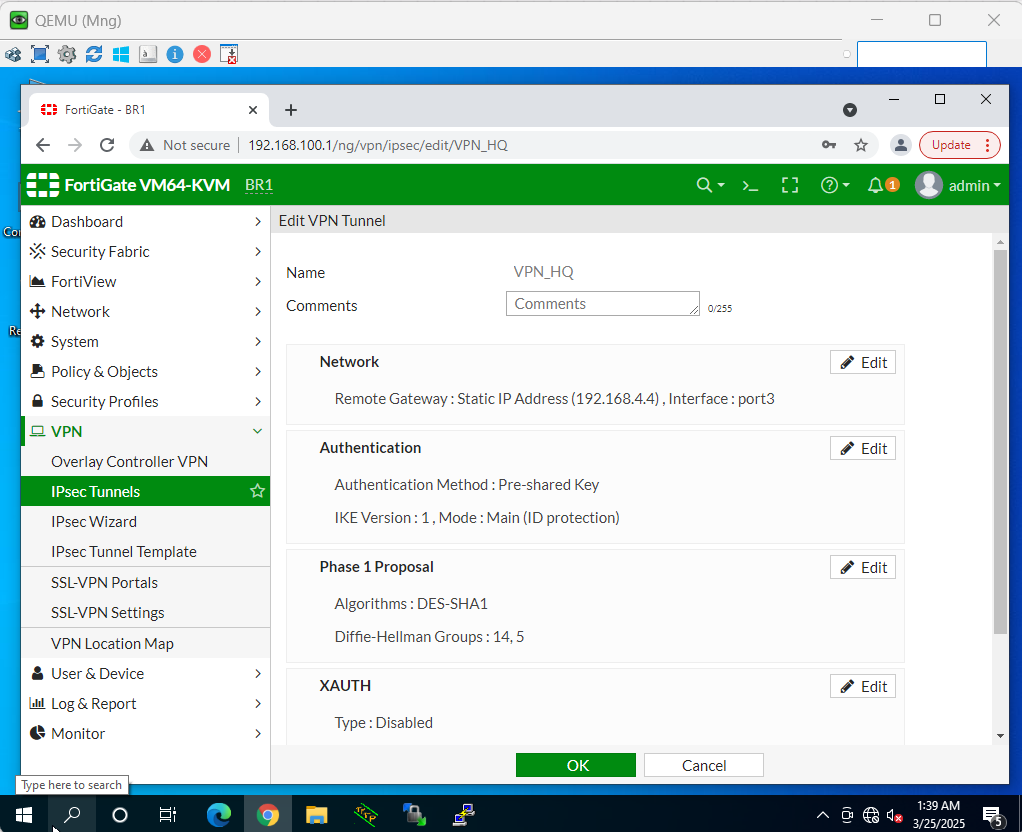 QEMU (Mng)
FortiGate - BR1
Not secure
192.168.100.1/ng/vpn/ipsec/edit/VPN_HQ
Update
FortiGate VM64-KVM BR1
1
admin
Dashboard
Security Fabric
FortiView
Network
System
Policy & Objects
Security Profiles
VPN
Overlay Controller VPN
IPsec Tunnels
IPsec Wizard
IPsec Tunnel Template
SSL-VPN Portals
SSL-VPN Settings
VPN Location Map
User & Device
Log & Report
Monitor
Edit VPN Tunnel
Name VPN_HQ
Comments Comments 0/255
Network Edit
Remote Gateway : Static IP Address (192.168.4.4) , Interface : port3
Authentication Edit
Authentication Method : Pre-shared Key
IKE Version : 1 , Mode : Main (ID protection)
Phase 1 Proposal Edit
Algorithms : DES-SHA1
Diffie-Hellman Groups : 14, 5
XAUTH Edit
Type : Disabled
OK Cancel
Type here to search
1:39 AM
3/25/2025
5